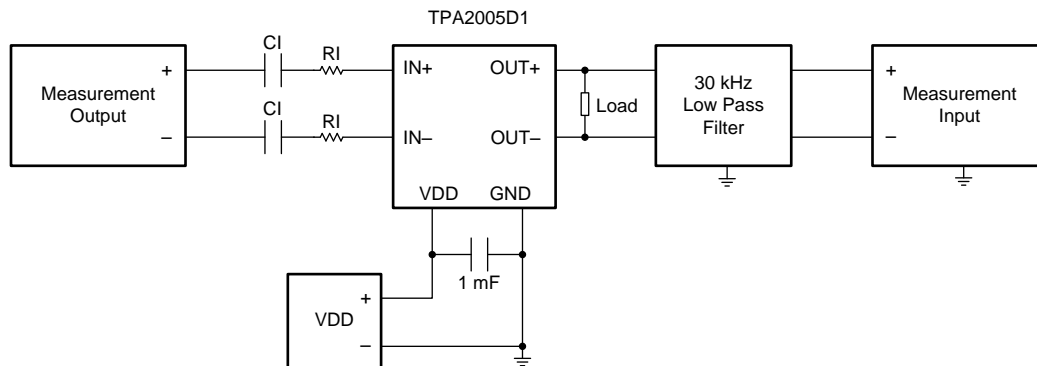 TPA2005D1
Measurement
Output
+
−
CI
RI
CI
RI
IN+
IN−
OUT+
OUT−
VDD
GND
Load
30 kHz
Low Pass
Filter
+
−
Measurement
Input
1 mF
VDD
+
−